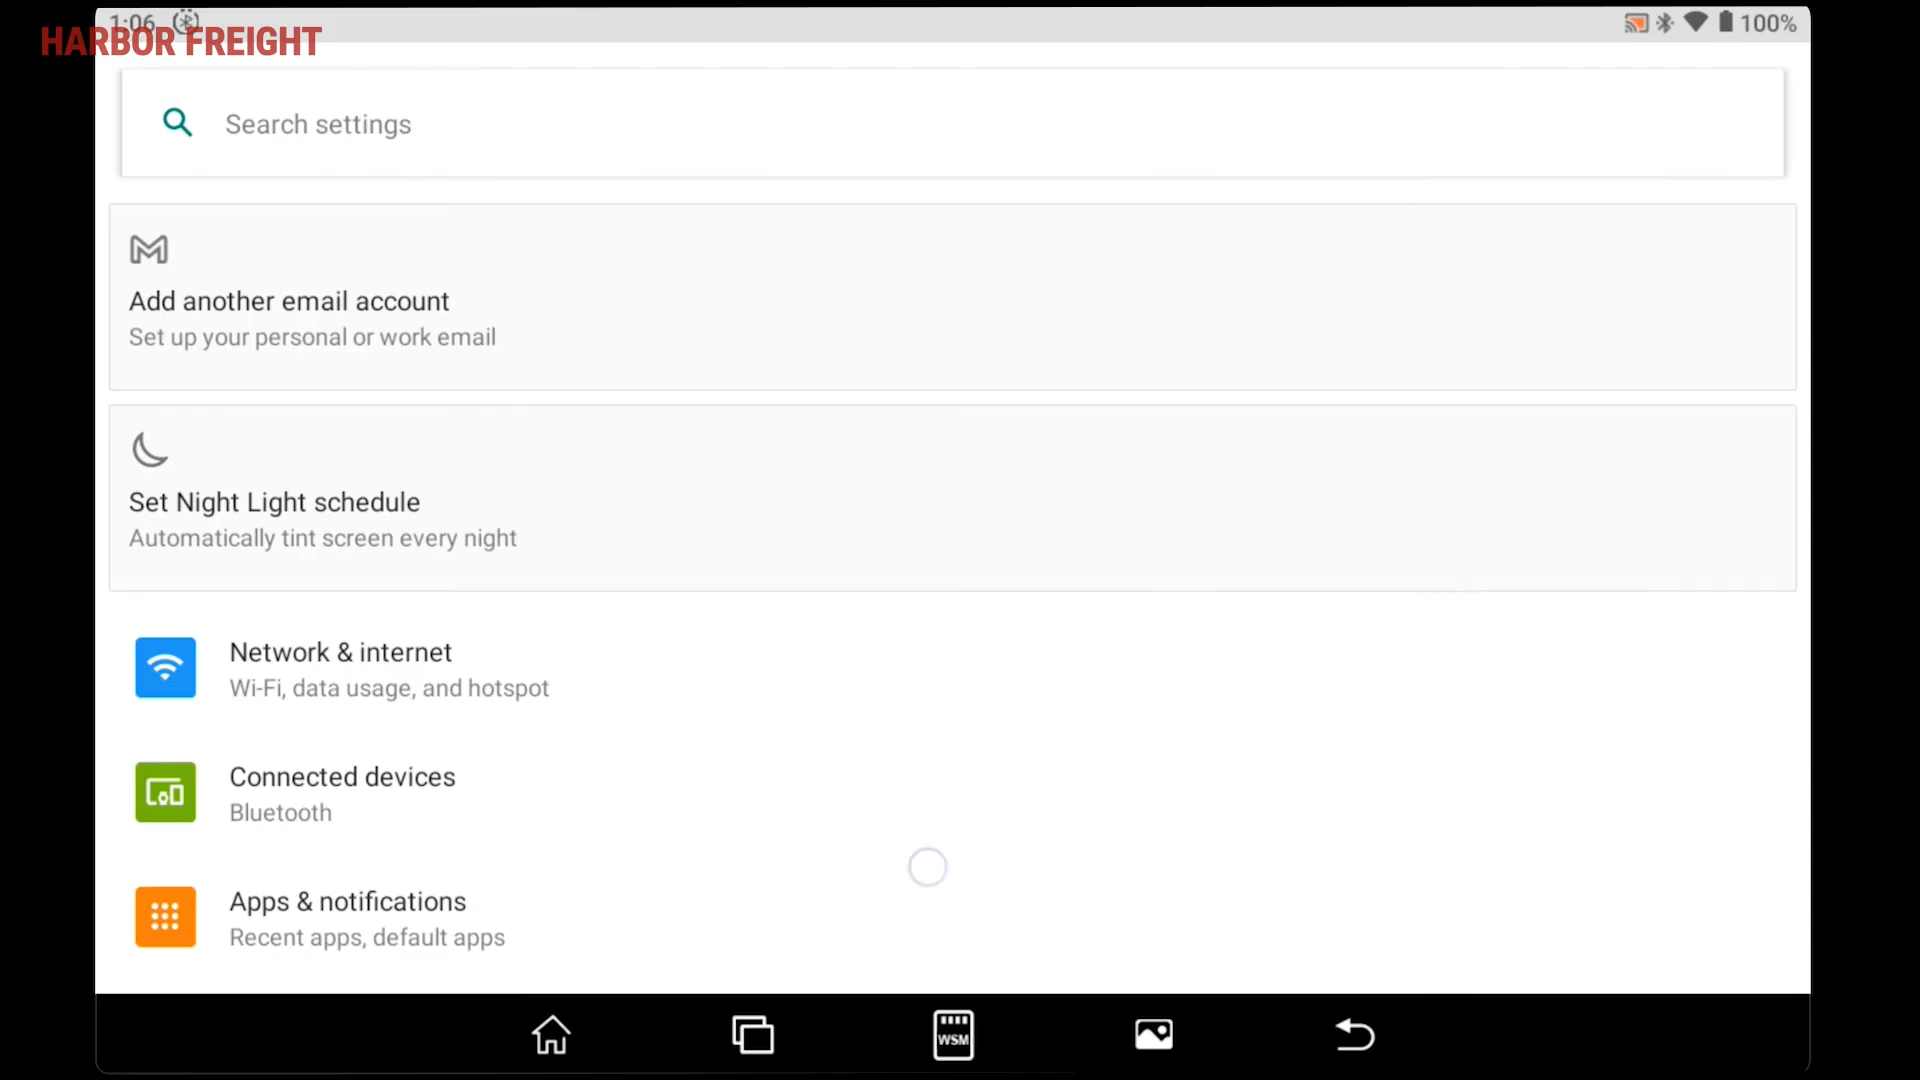 1:06
100%
HARBOR FREIGHT
Search settings
Add another email account
Set up your personal or work email
Set Night Light schedule
Automatically tint screen every night
Network & internet
Wi-Fi, data usage, and hotspot
Connected devices
Bluetooth
Apps & notifications
Recent apps, default apps
WSM